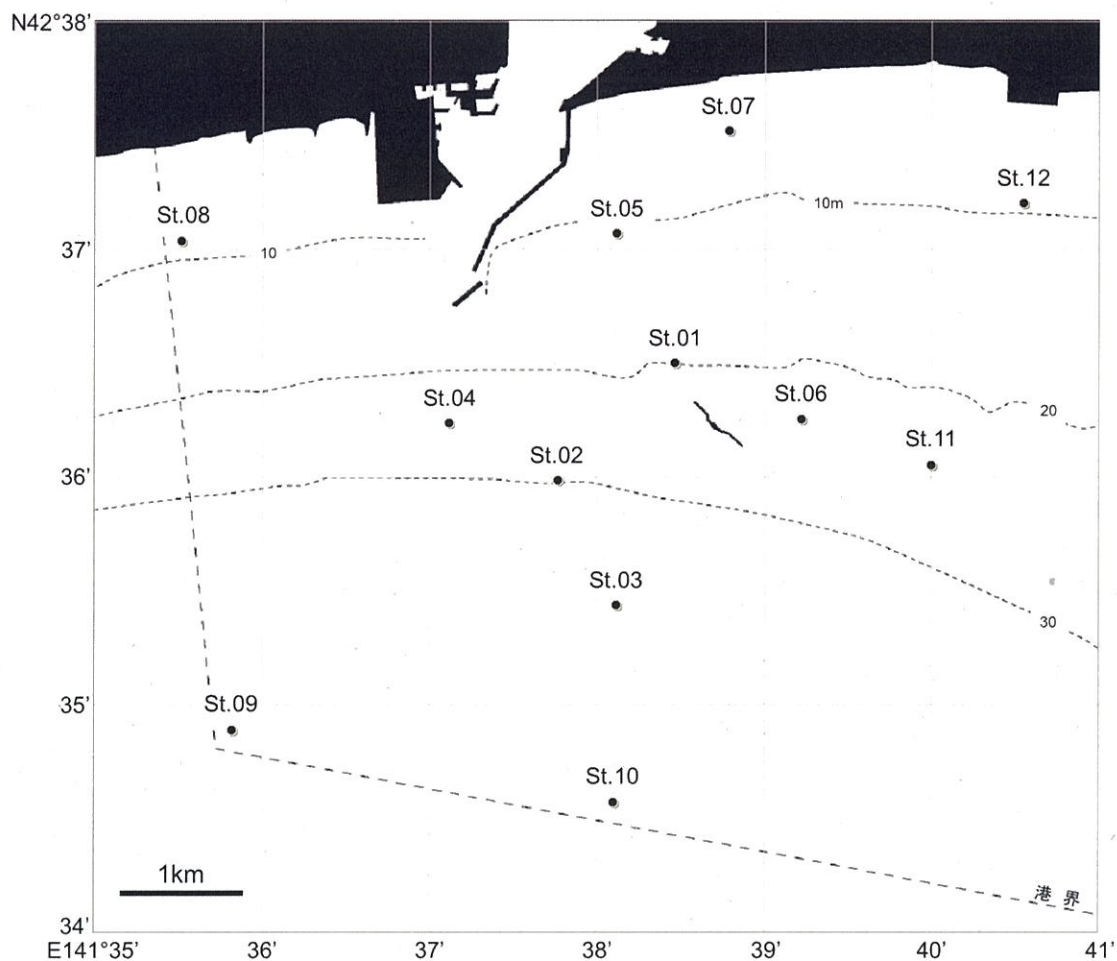 N42°38'
St.07
St.12
St.08
St.05
10m
37'
10
St.01
St.04
St.06
20
St.11
St.02
36'
St.03
30
35'
St.09
St.10
1km
港界
34'
E141°35'
36'
37'
38'
39'
40'
41'